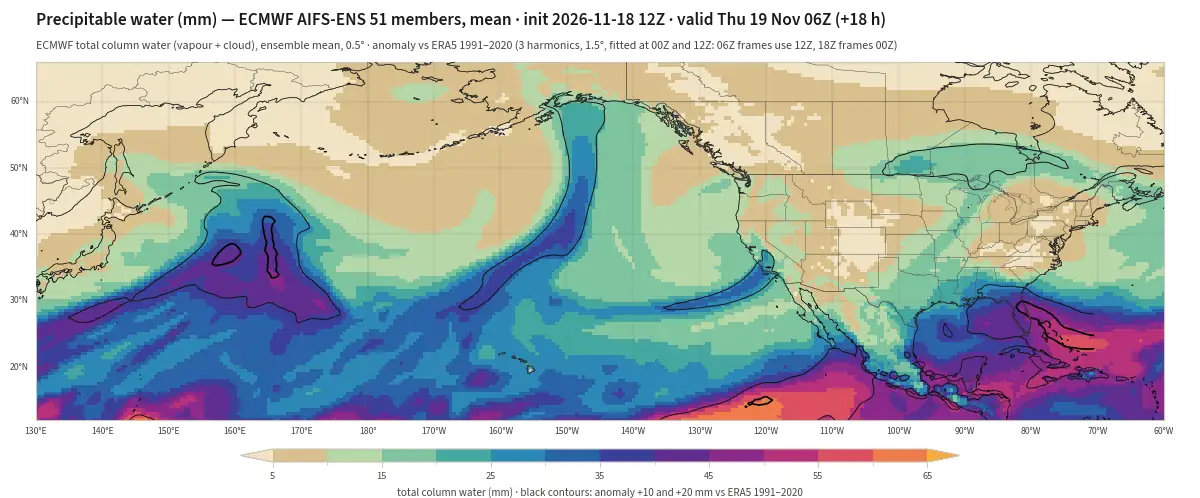 Precipitable water (mm) — ECMWF AIFS-ENS 51 members, mean · init 2026-11-18 12Z · valid Thu 19 Nov 06Z (+18 h)
ECMWF total column water (vapour + cloud), ensemble mean, 0.5° · anomaly vs ERA5 1991–2020 (3 harmonics, 1.5°, fitted at 00Z and 12Z: 06Z frames use 12Z, 18Z frames 00Z)
60°N
50°N
40°N
30°N
20°N
130°E 140°E 150°E 160°E 170°E 180° 170°W 160°W 150°W 140°W 130°W 120°W 110°W 100°W 90°W 80°W 70°W 60°W
5 15 25 35 45 55 65
total column water (mm) · black contours: anomaly +10 and +20 mm vs ERA5 1991–2020